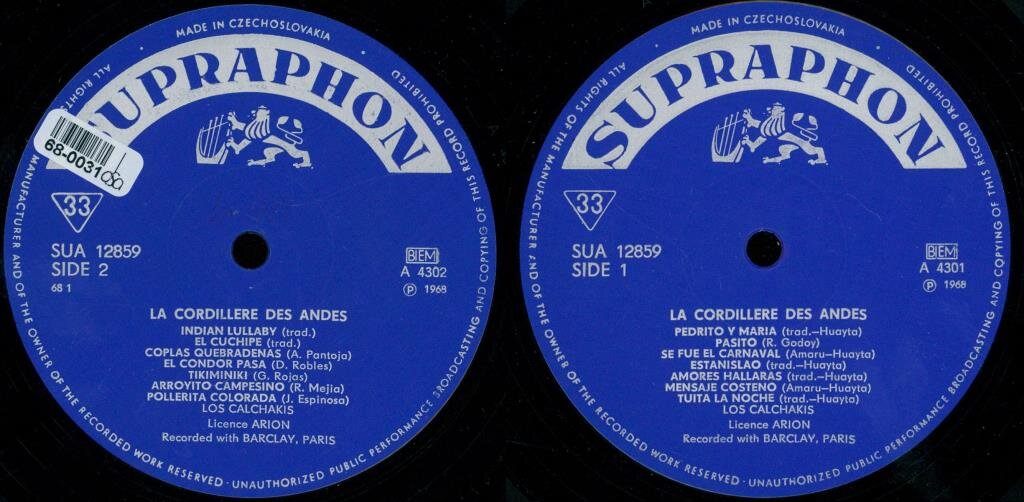 MADE IN CZECHOSLOVAKIA
SUPRAPHON
ALL RIGHTS OF THE MANUFACTURER AND OF THE OWNER OF THE RECORDED WORK RESERVED - UNAUTHORIZED PUBLIC PERFORMANCE BROADCASTING AND COPYING OF THIS RECORD PROHIBITED
68-0031
33
SUA 12859
SIDE 2
68 1
BIEM
A 4302
Ⓟ 1968
LA CORDILLERE DES ANDES
INDIAN LULLABY (trad.)
EL CUCHIPE (trad.)
COPLAS QUEBRADENAS (A. Pantoja)
EL CONDOR PASA (D. Robles)
TIKIMINIKI (G. Rojas)
ARROYITO CAMPESINO (R. Mejia)
POLLERITA COLORADA (J. Espinosa)
LOS CALCHAKIS
Licence ARION
Recorded with BARCLAY, PARIS
MADE IN CZECHOSLOVAKIA
SUPRAPHON
ALL RIGHTS OF THE MANUFACTURER AND OF THE OWNER OF THE RECORDED WORK RESERVED - UNAUTHORIZED PUBLIC PERFORMANCE BROADCASTING AND COPYING OF THIS RECORD PROHIBITED
33
SUA 12859
SIDE 1
BIEM
A 4301
Ⓟ 1968
LA CORDILLERE DES ANDES
PEDRITO Y MARIA (trad.—Huayta)
PASITO (R. Godoy)
SE FUE EL CARNAVAL (Amaru—Huayta)
ESTANISLAO (trad.—Huayta)
AMORES HALLARAS (trad.—Huayta)
MENSAJE COSTENO (Amaru—Huayta)
TUITA LA NOCHE (trad.—Huayta)
LOS CALCHAKIS
Licence ARION
Recorded with BARCLAY, PARIS